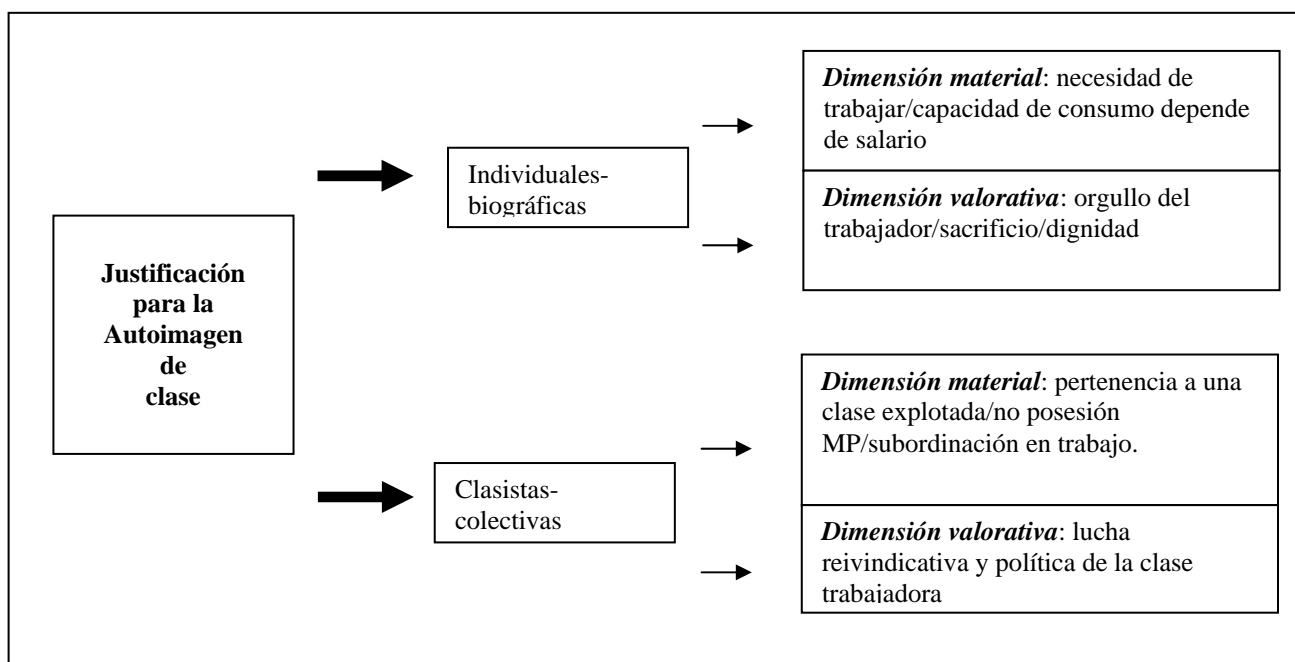 Justificación
para la
Autoimagen
de
clase
Individuales-
biográficas
Dimensión material: necesidad de
trabajar/capacidad de consumo depende
de salario
Dimensión valorativa: orgullo del
trabajador/sacrificio/dignidad
Clasistas-
colectivas
Dimensión material: pertenencia a una
clase explotada/no posesión
MP/subordinación en trabajo.
Dimensión valorativa: lucha
reivindicativa y política de la clase
trabajadora